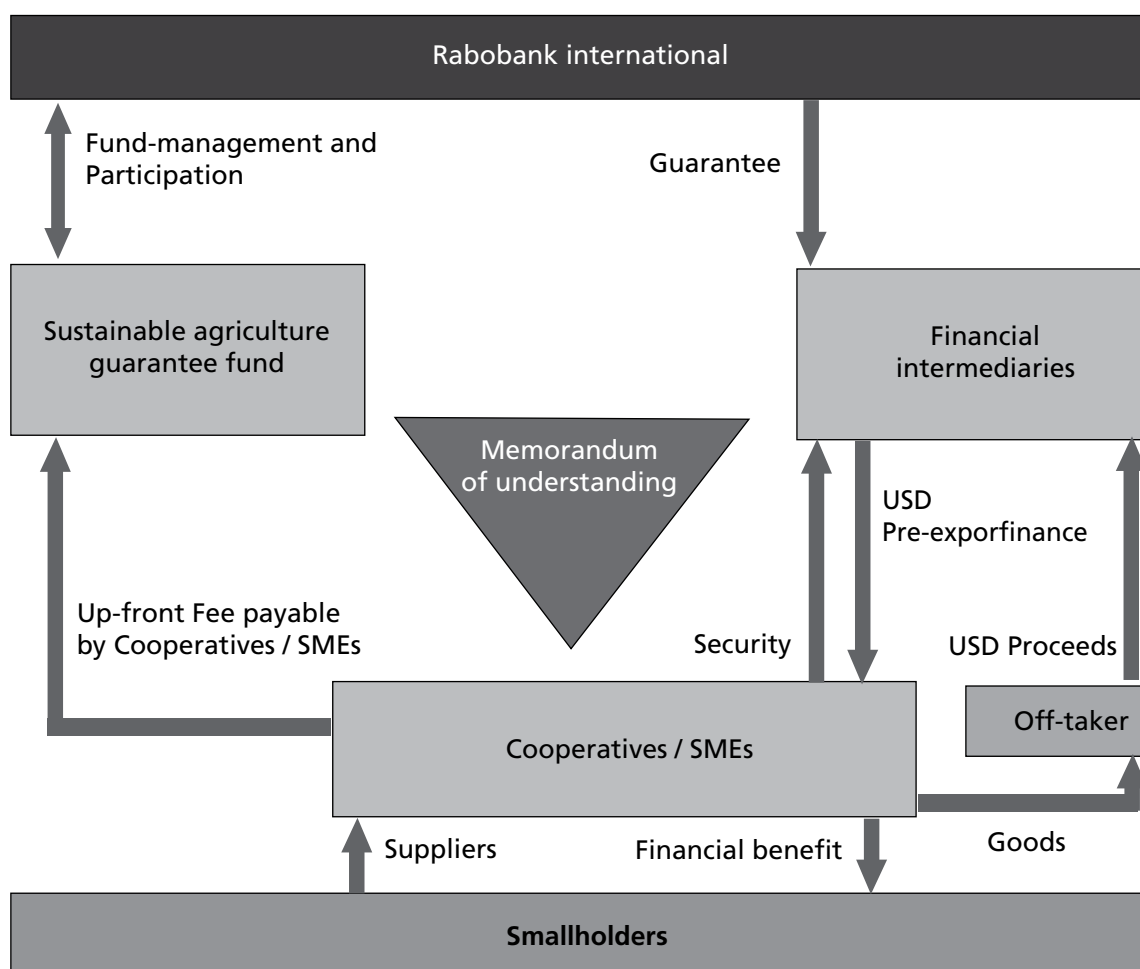 Rabobank international
Fund-management and
Participation
Guarantee
Sustainable agriculture
guarantee fund
Financial
intermediaries
Memorandum
of understanding
USD
Pre-exporfinance
Up-front Fee payable
by Cooperatives / SMEs
Security
USD Proceeds
Off-taker
Cooperatives / SMEs
Suppliers
Financial benefit
Goods
Smallholders